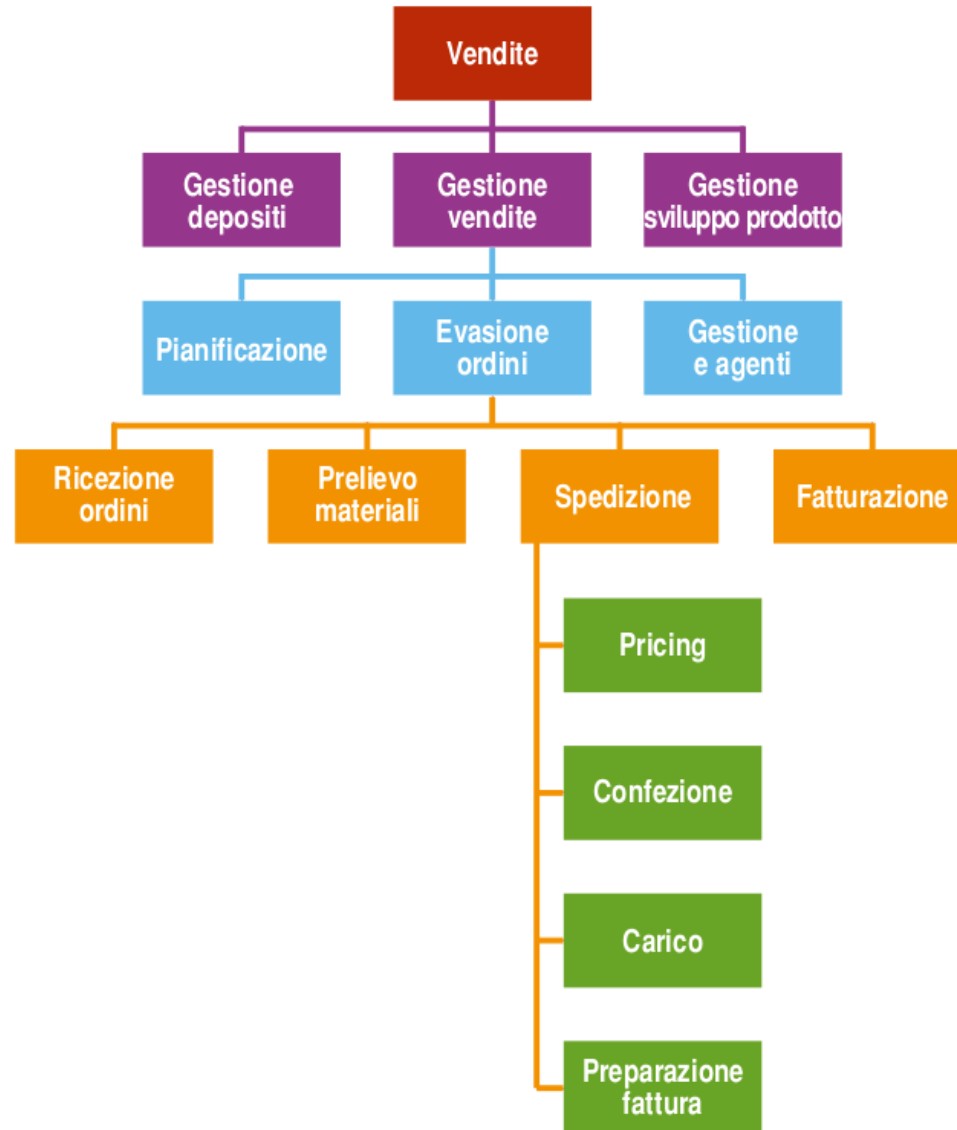 Vendite
Gestione
depositi
Gestione
vendite
Gestione
sviluppo prodotto
Pianificazione
Evasione
ordini
Gestione
e agenti
Ricezione
ordini
Prelievo
materiali
Spedizione
Fatturazione
Pricing
Confezione
Carico
Preparazione
fattura